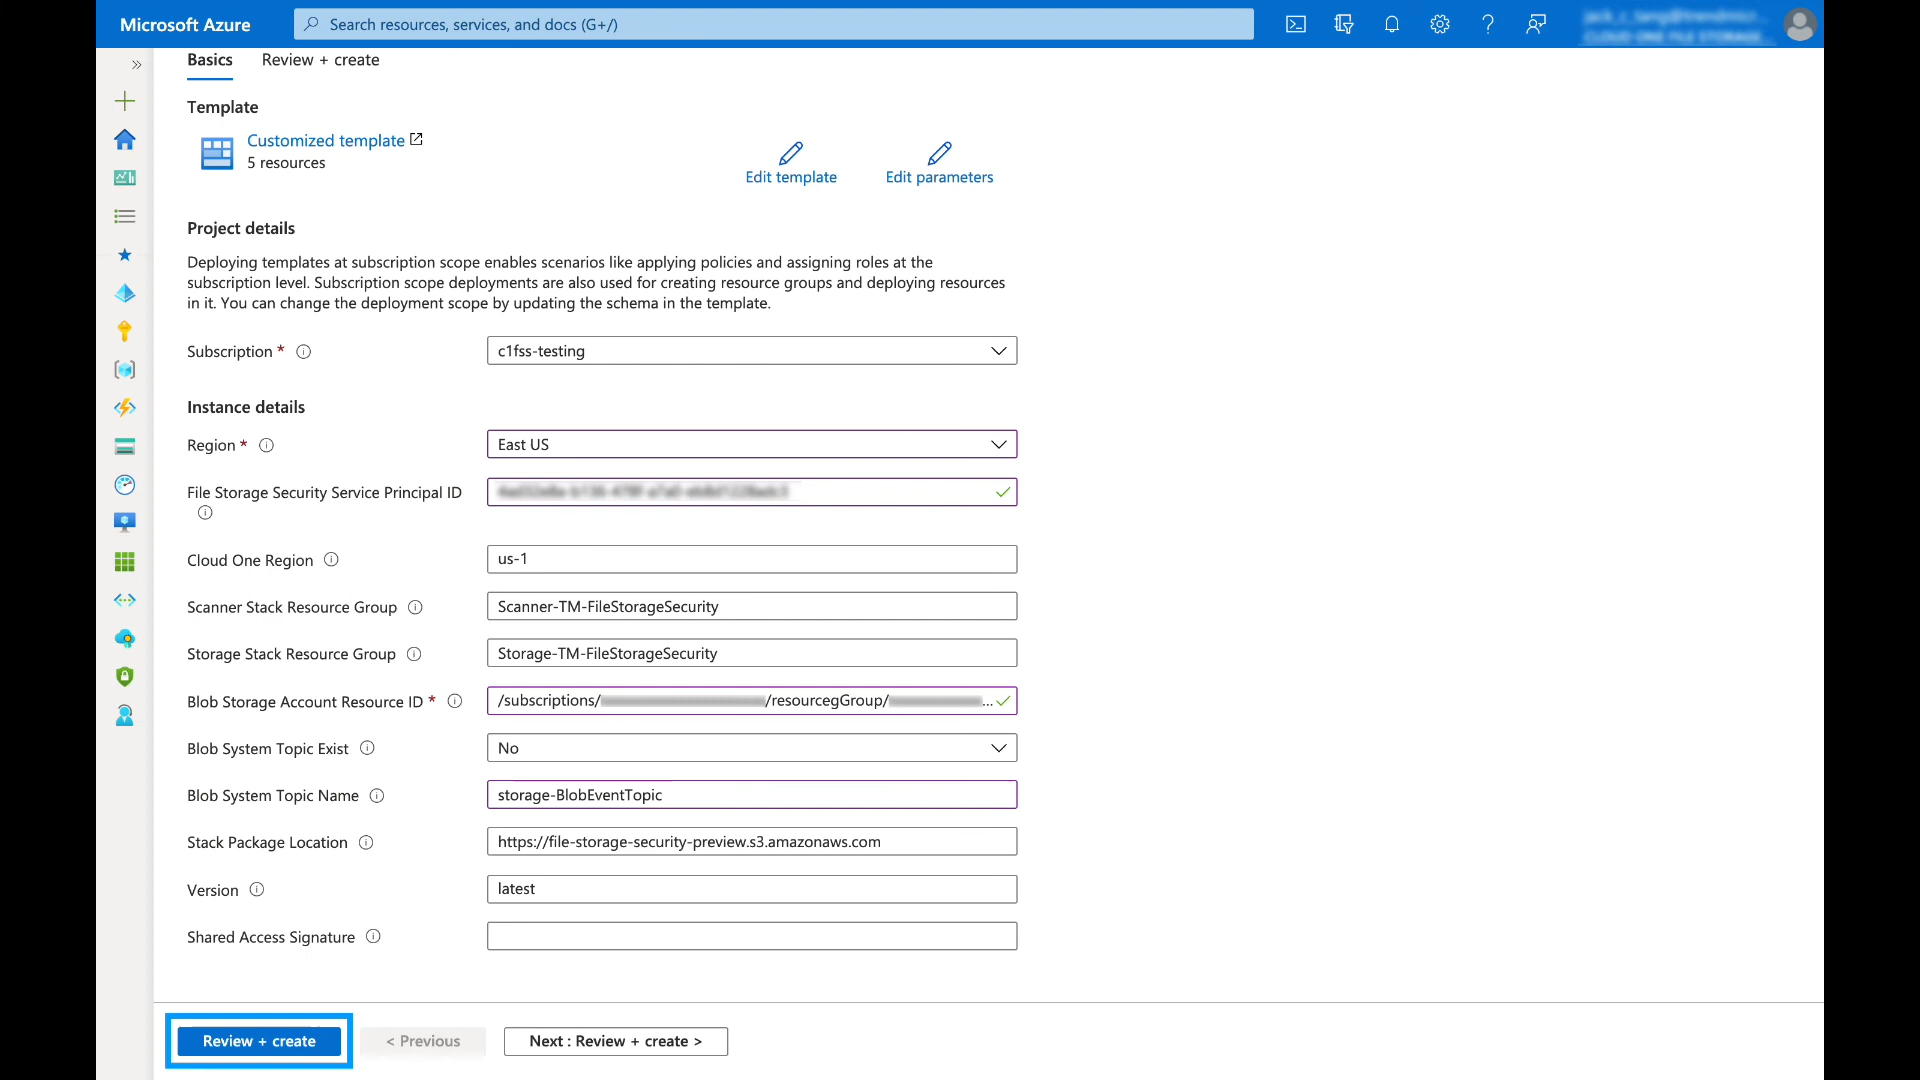 Microsoft Azure
Search resources, services, and docs (G+/)
Basics
Review + create
Template
Customized template
5 resources
Edit template
Edit parameters
Project details
Deploying templates at subscription scope enables scenarios like applying policies and assigning roles at the
subscription level. Subscription scope deployments are also used for creating resource groups and deploying resources
in it. You can change the deployment scope by updating the schema in the template.
Subscription *
c1fss-testing
Instance details
Region *
East US
File Storage Security Service Principal ID
Cloud One Region
us-1
Scanner Stack Resource Group
Scanner-TM-FileStorageSecurity
Storage Stack Resource Group
Storage-TM-FileStorageSecurity
Blob Storage Account Resource ID *
/subscriptions/ /resourcegGroup/ ...
Blob System Topic Exist
No
Blob System Topic Name
storage-BlobEventTopic
Stack Package Location
https://file-storage-security-preview.s3.amazonaws.com
Version
latest
Shared Access Signature
Review + create
< Previous
Next : Review + create >